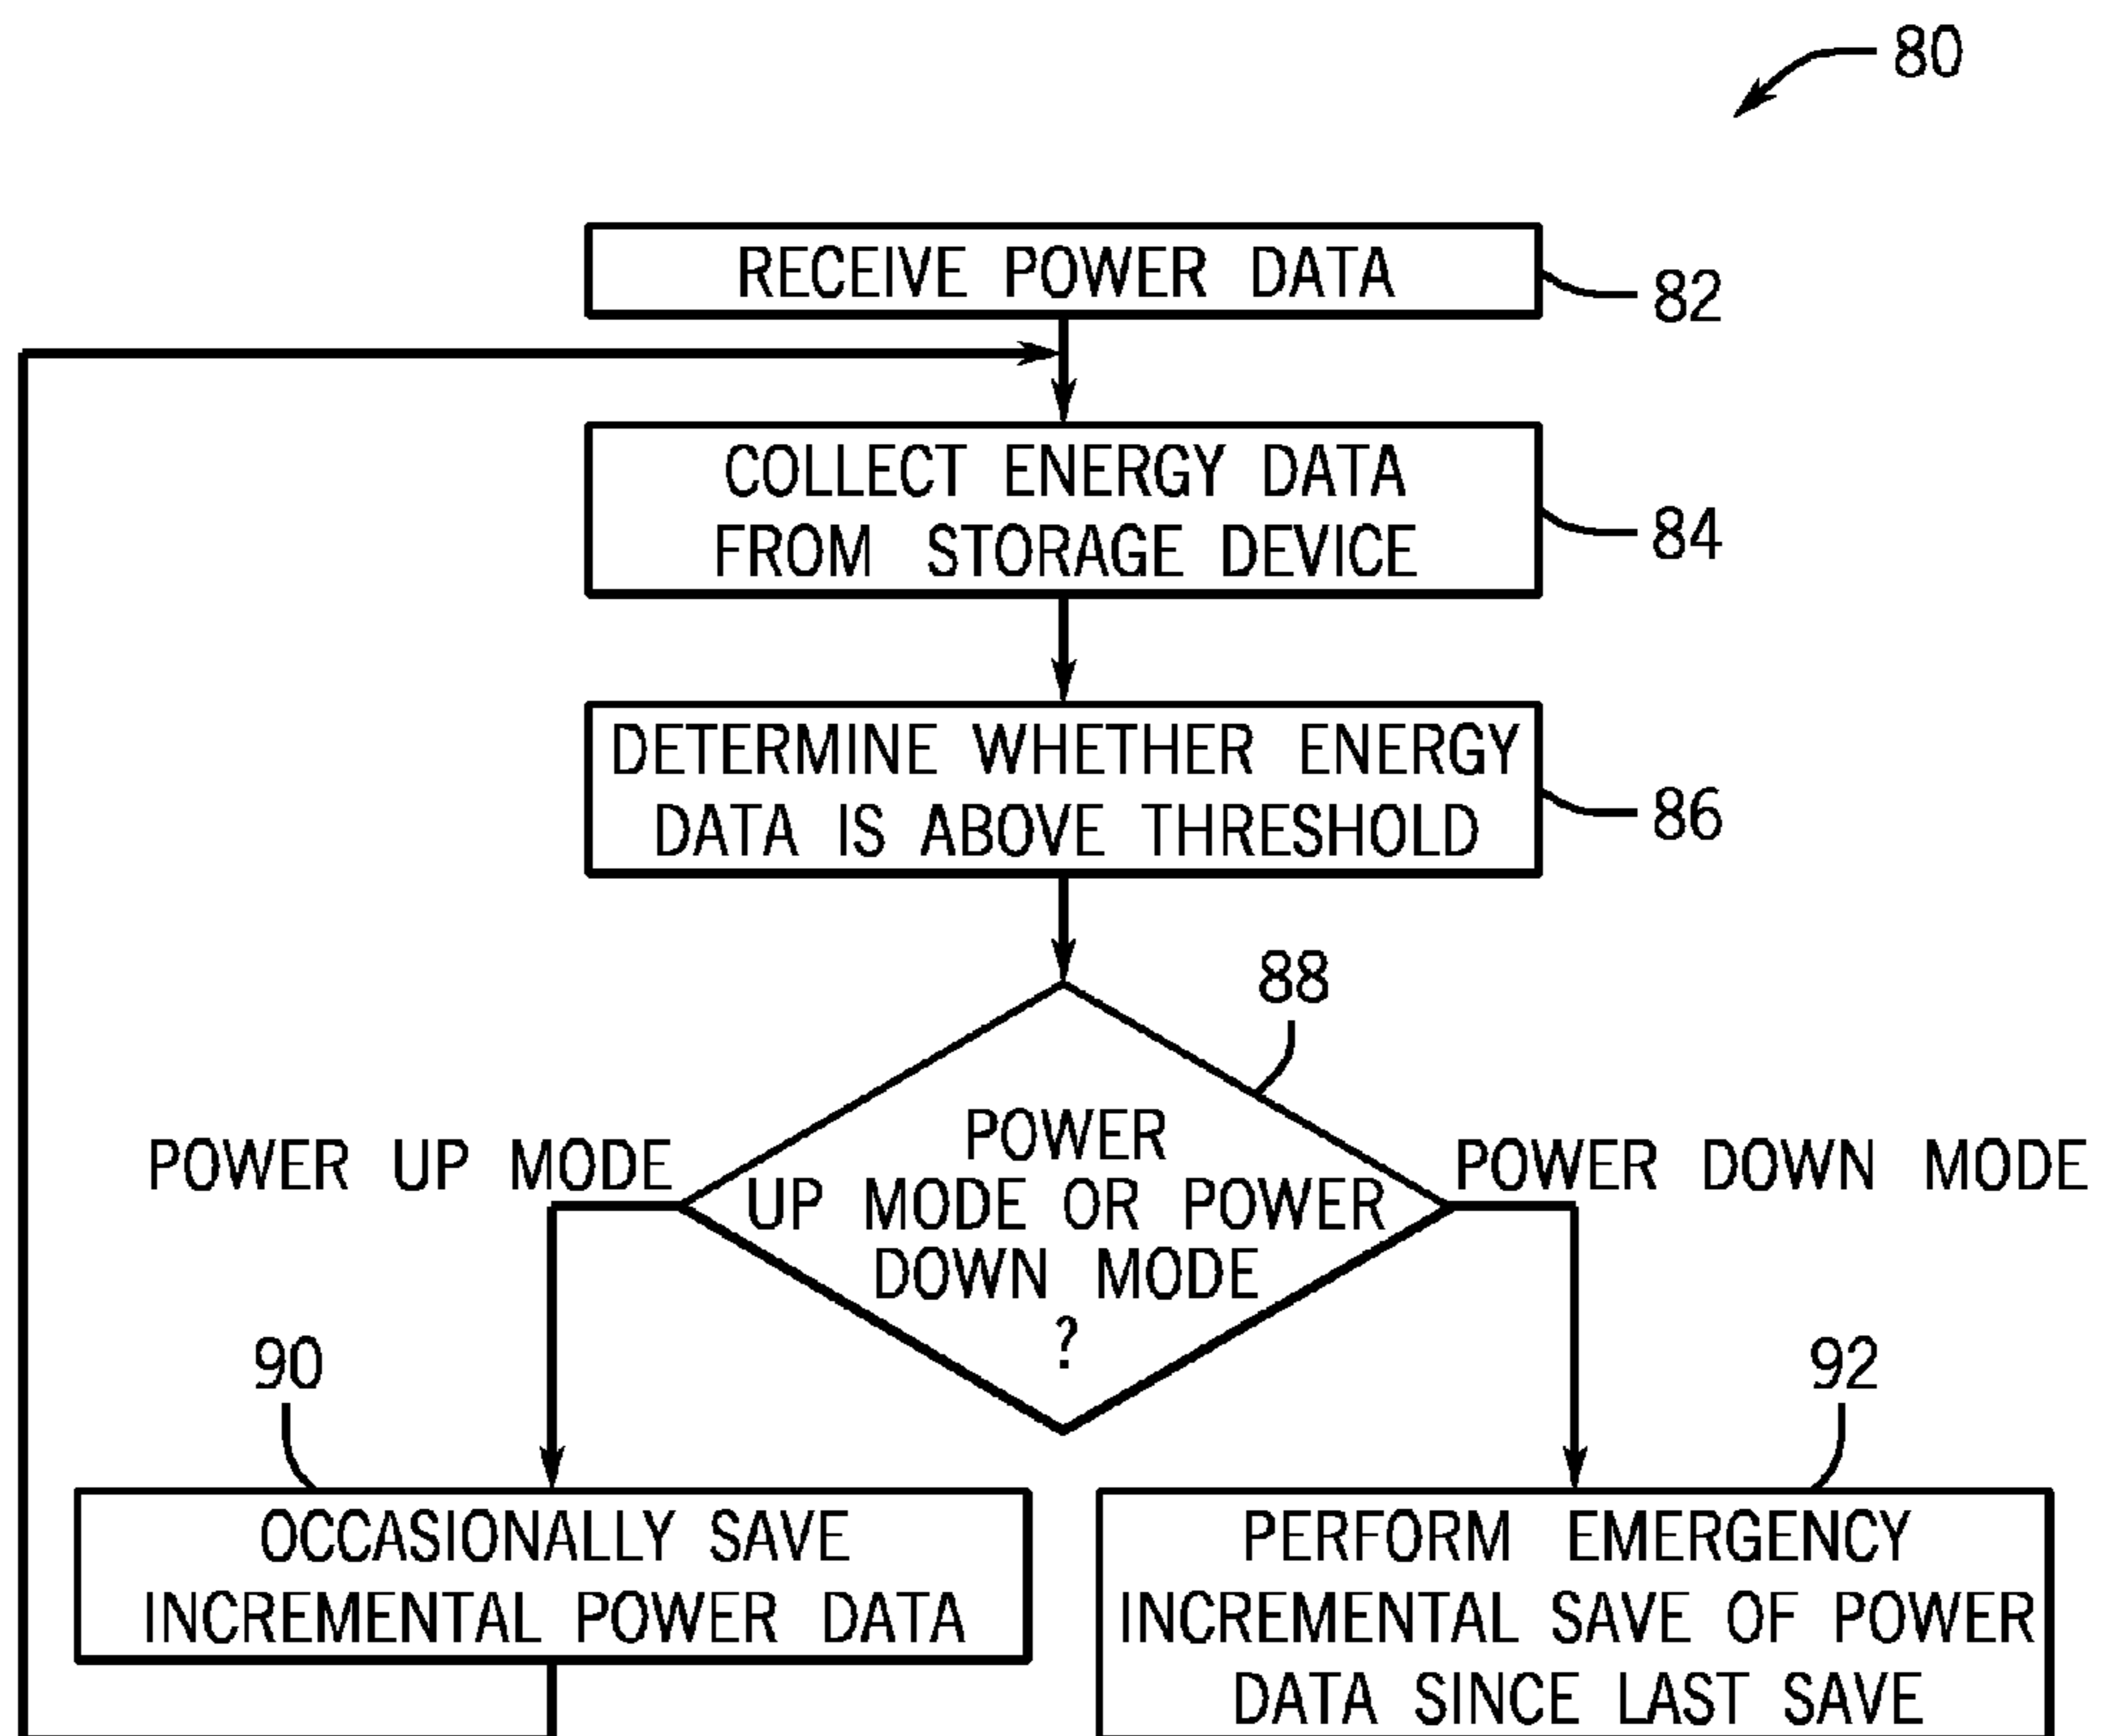 80
RECEIVE POWER DATA
82
COLLECT ENERGY DATA
FROM STORAGE DEVICE
84
DETERMINE WHETHER ENERGY
DATA IS ABOVE THRESHOLD
86
88
POWER
UP MODE OR POWER
DOWN MODE
?
POWER UP MODE
POWER DOWN MODE
90
OCCASIONALLY SAVE
INCREMENTAL POWER DATA
92
PERFORM EMERGENCY
INCREMENTAL SAVE OF POWER
DATA SINCE LAST SAVE